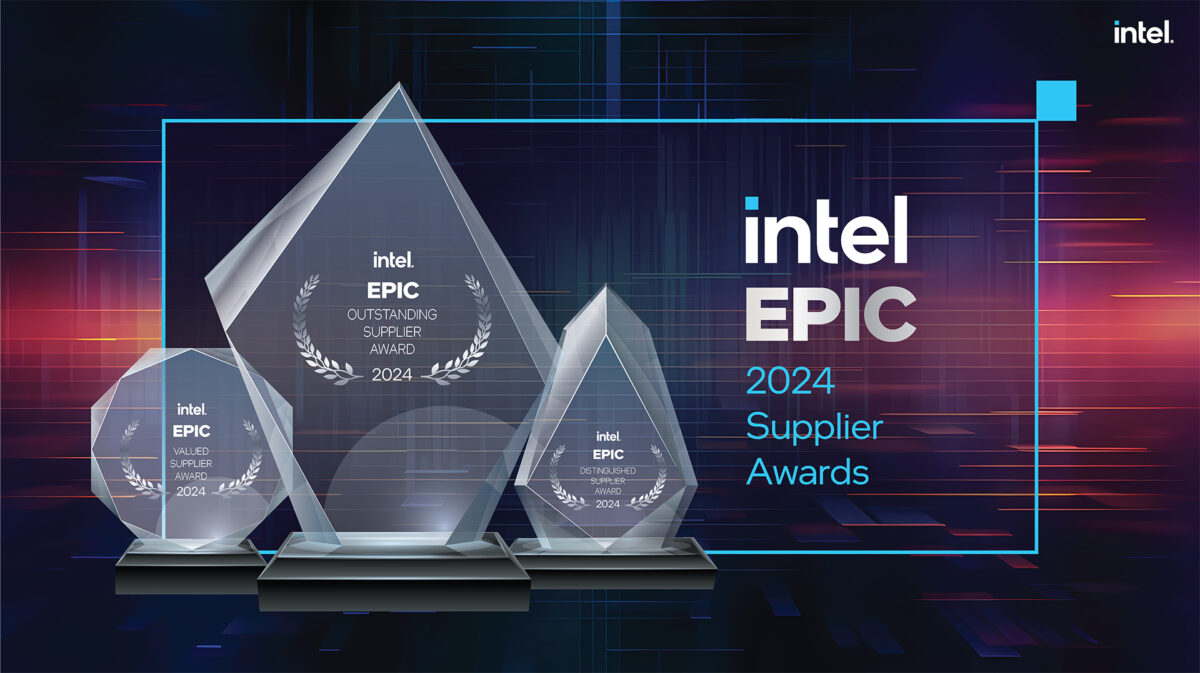 intel.
intel
EPIC
2024
Supplier
Awards
intel.
EPIC
OUTSTANDING
SUPPLIER
AWARD
2024
intel.
EPIC
VALUED
SUPPLIER
AWARD
2024
intel.
EPIC
DISTINGUISHED
SUPPLIER
AWARD
2024